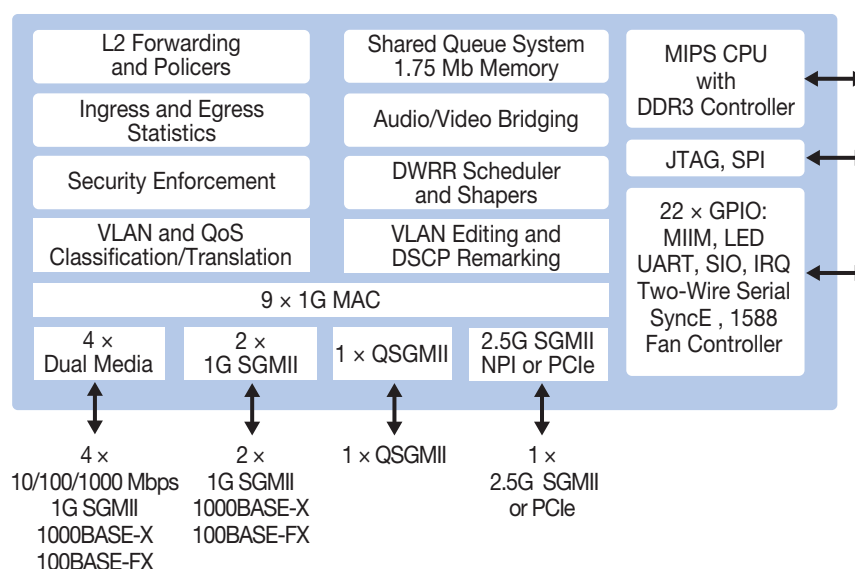 L2 Forwarding
and Policers
Shared Queue System
1.75 Mb Memory
MIPS CPU
with
DDR3 Controller
Ingress and Egress
Statistics
Audio/Video Bridging
JTAG, SPI
Security Enforcement
DWRR Scheduler
and Shapers
22 × GPIO:
MIIM, LED
UART, SIO, IRQ
Two-Wire Serial
SyncE , 1588
Fan Controller
VLAN and QoS
Classification/Translation
VLAN Editing and
DSCP Remarking
9 × 1G MAC
4 ×
Dual Media
2 ×
1G SGMII
1 × QSGMII
2.5G SGMII
NPI or PCIe
4 ×
10/100/1000 Mbps
1G SGMII
1000BASE-X
100BASE-FX
2 ×
1G SGMII
1000BASE-X
100BASE-FX
1 × QSGMII
1 ×
2.5G SGMII
or PCIe